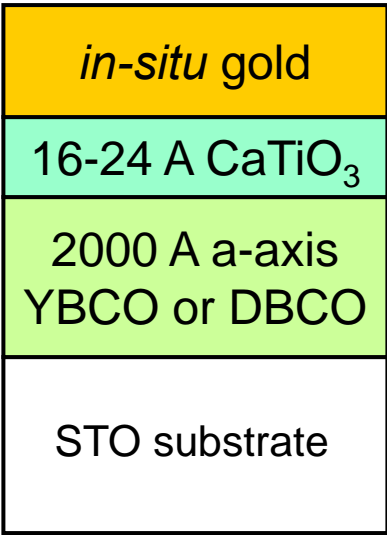 in-situ gold
16-24 A CaTiO₃
2000 A a-axis
YBCO or DBCO
STO substrate